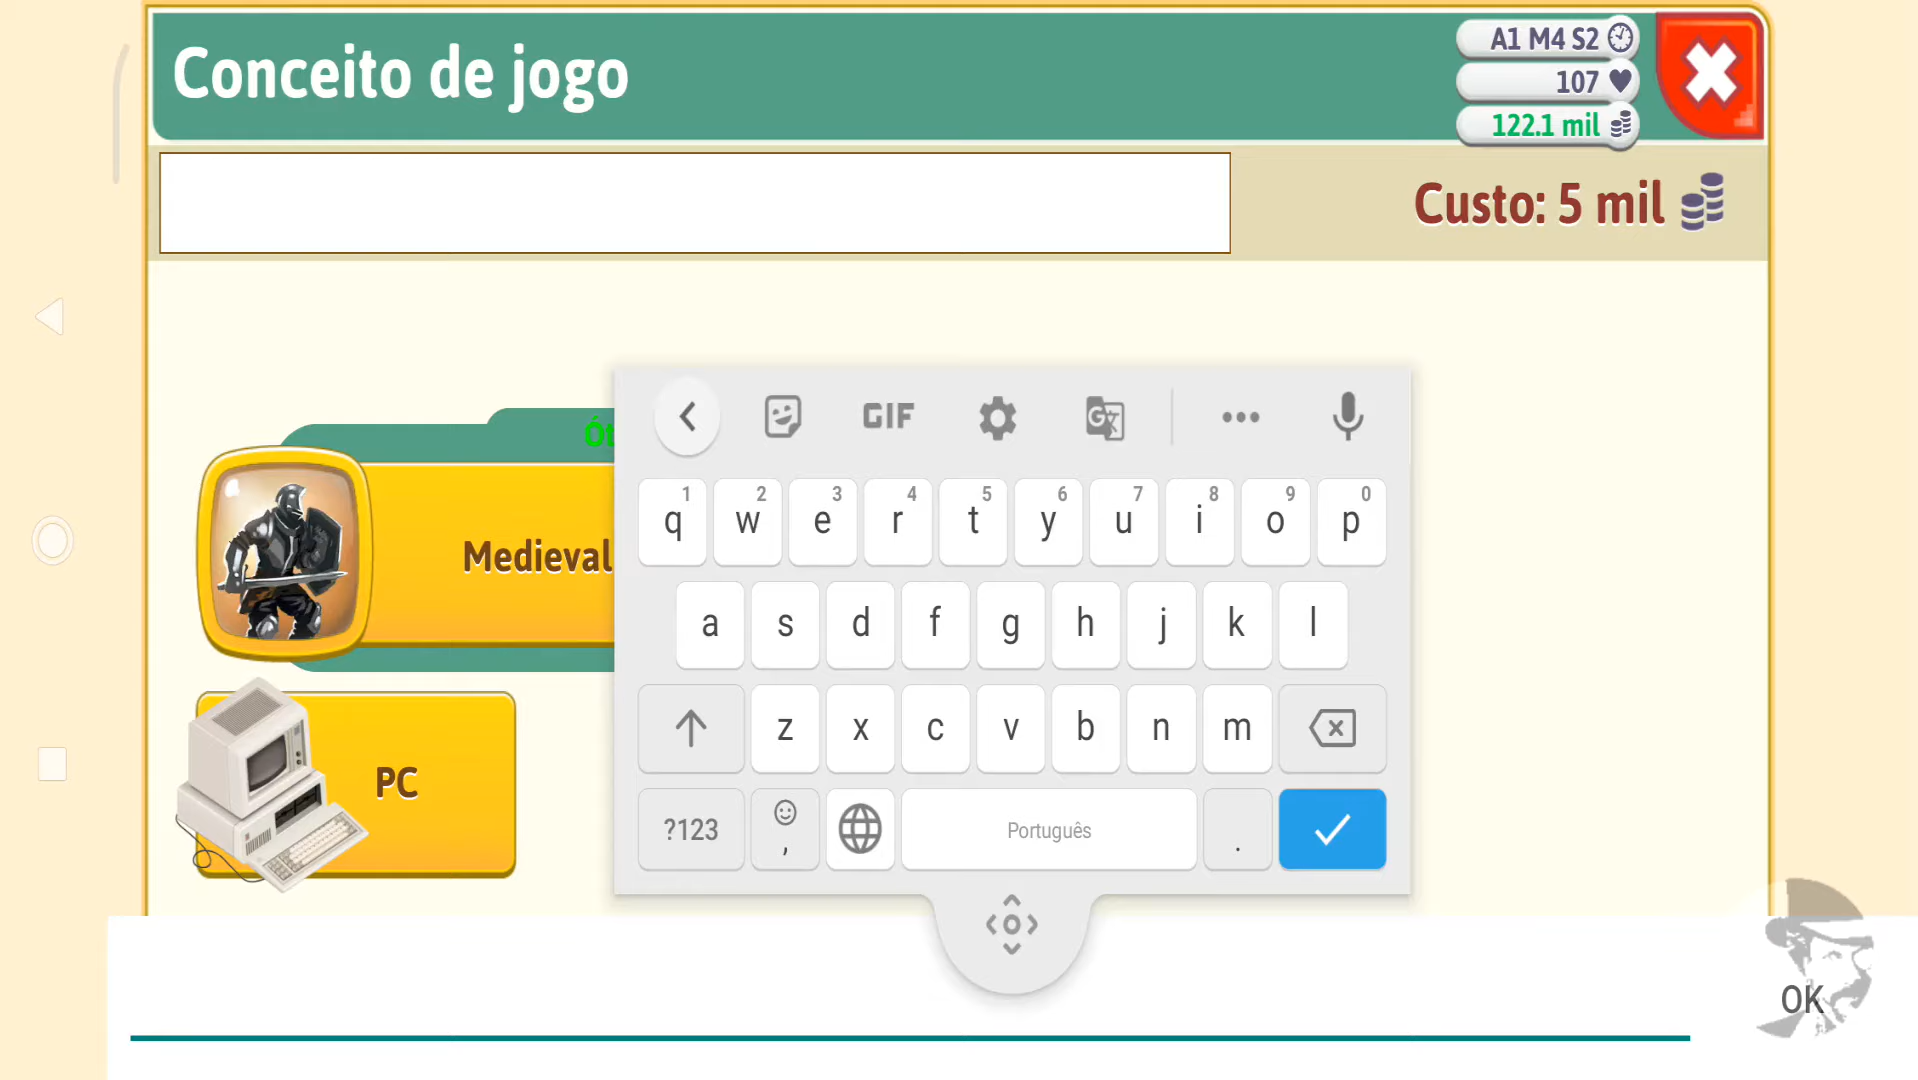 Conceito de jogo
A1 M4 S2
107
122.1 mil
Custo: 5 mil
Medieval
PC
GIF
1 2 3 4 5 6 7 8 9 0
q w e r t y u i o p
a s d f g h j k l
z x c v b n m
?123 , Português .
OK